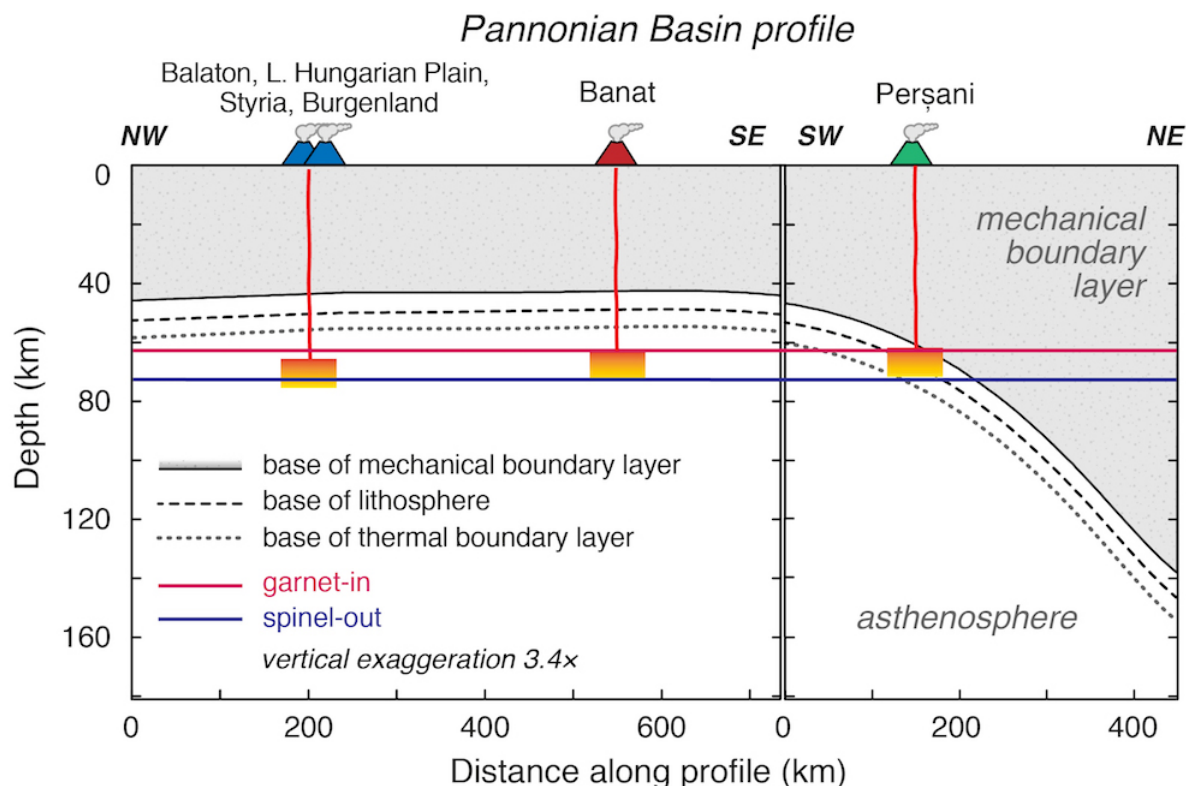 Pannonian Basin profile
Balaton, L. Hungarian Plain,
Styria, Burgenland
Banat
Perșani
NW
SE
SW
NE
0
40
80
120
160
Depth (km)
mechanical
boundary
layer
base of mechanical boundary layer
base of lithosphere
base of thermal boundary layer
garnet-in
spinel-out
vertical exaggeration 3.4×
asthenosphere
0
200
400
600
0
200
400
Distance along profile (km)